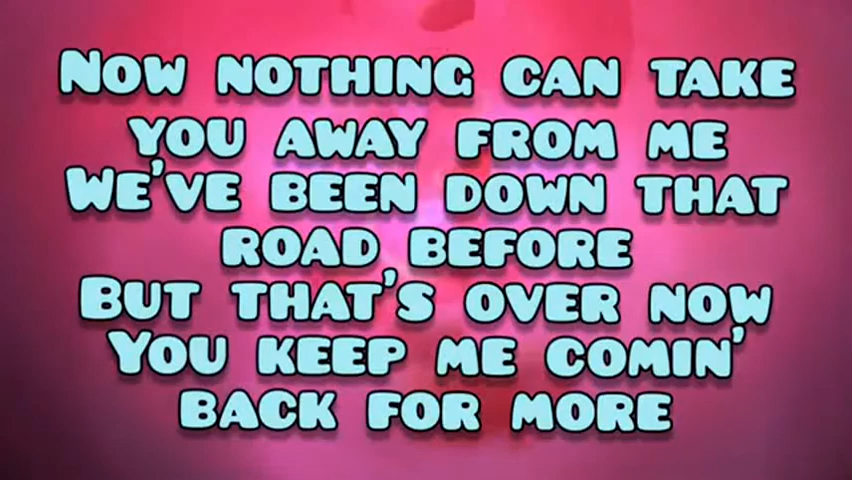 Now nothing can take
you away from me
We've been down that
road before
But that's over now
You keep me comin'
back for more